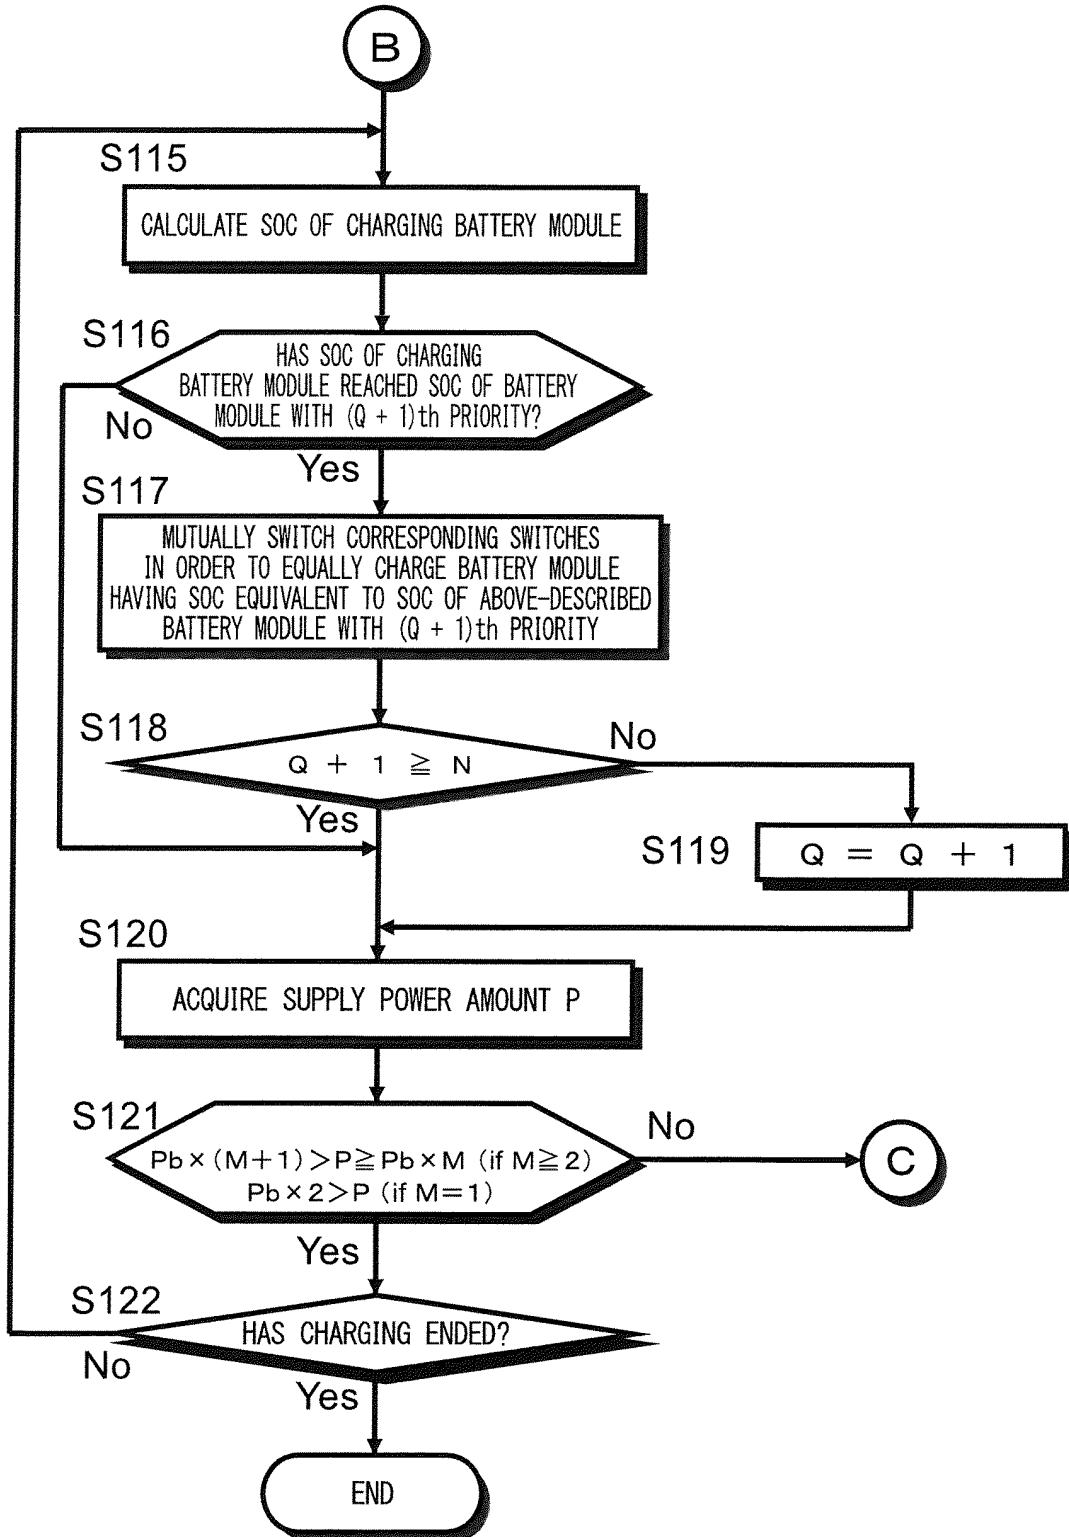 B
S115
CALCULATE SOC OF CHARGING BATTERY MODULE
S116
HAS SOC OF CHARGING
BATTERY MODULE REACHED SOC OF BATTERY
MODULE WITH (Q + 1)th PRIORITY?
No
Yes
S117
MUTUALLY SWITCH CORRESPONDING SWITCHES
IN ORDER TO EQUALLY CHARGE BATTERY MODULE
HAVING SOC EQUIVALENT TO SOC OF ABOVE-DESCRIBED
BATTERY MODULE WITH (Q + 1)th PRIORITY
S118
Q + 1 ≧ N
No
Yes
S119
Q = Q + 1
S120
ACQUIRE SUPPLY POWER AMOUNT P
S121
Pb×(M+1)>P≧Pb×M (if M≧2)
Pb×2>P (if M=1)
No
C
Yes
S122
HAS CHARGING ENDED?
No
Yes
END